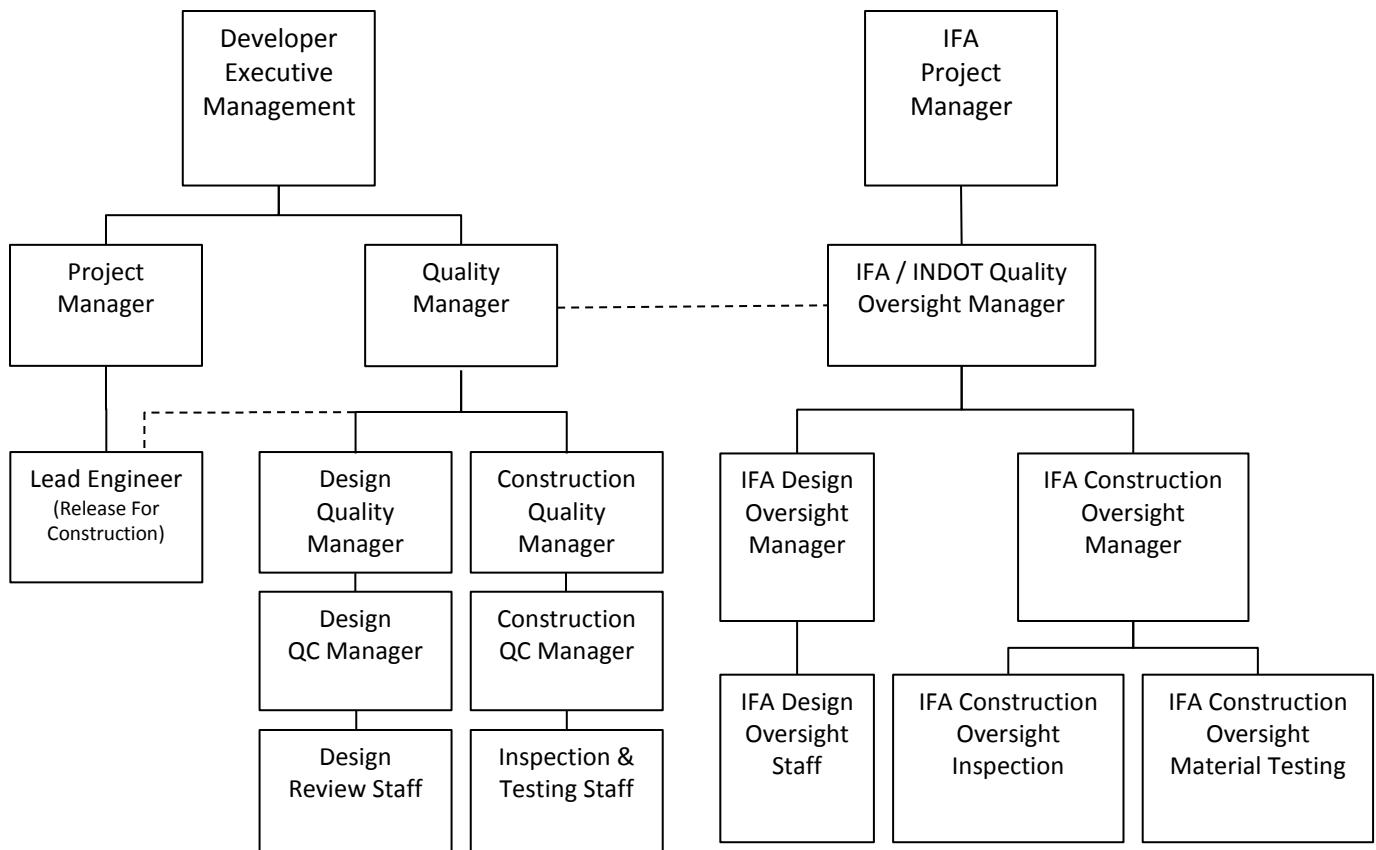 Developer
Executive
Management
IFA
Project
Manager
Project
Manager
Quality
Manager
IFA / INDOT Quality
Oversight Manager
Lead Engineer
(Release For
Construction)
Design
Quality
Manager
Construction
Quality
Manager
IFA Design
Oversight
Manager
IFA Construction
Oversight
Manager
Design
QC Manager
Construction
QC Manager
IFA Design
Oversight
Staff
IFA Construction
Oversight
Inspection
IFA Construction
Oversight
Material Testing
Design
Review Staff
Inspection &
Testing Staff